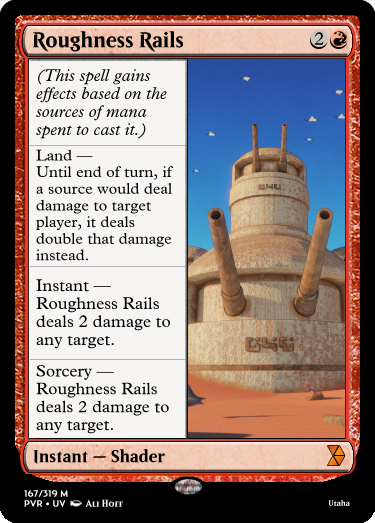 Roughness Rails
2
(This spell gains
effects based on the
sources of mana
spent to cast it.)
Land —
Until end of turn, if
a source would deal
damage to target
player, it deals
double that damage
instead.
Instant —
Roughness Rails
deals 2 damage to
any target.
Sorcery —
Roughness Rails
deals 2 damage to
any target.
Instant — Shader
167/319 M
PVR • UV Ali Hoff
Utaha